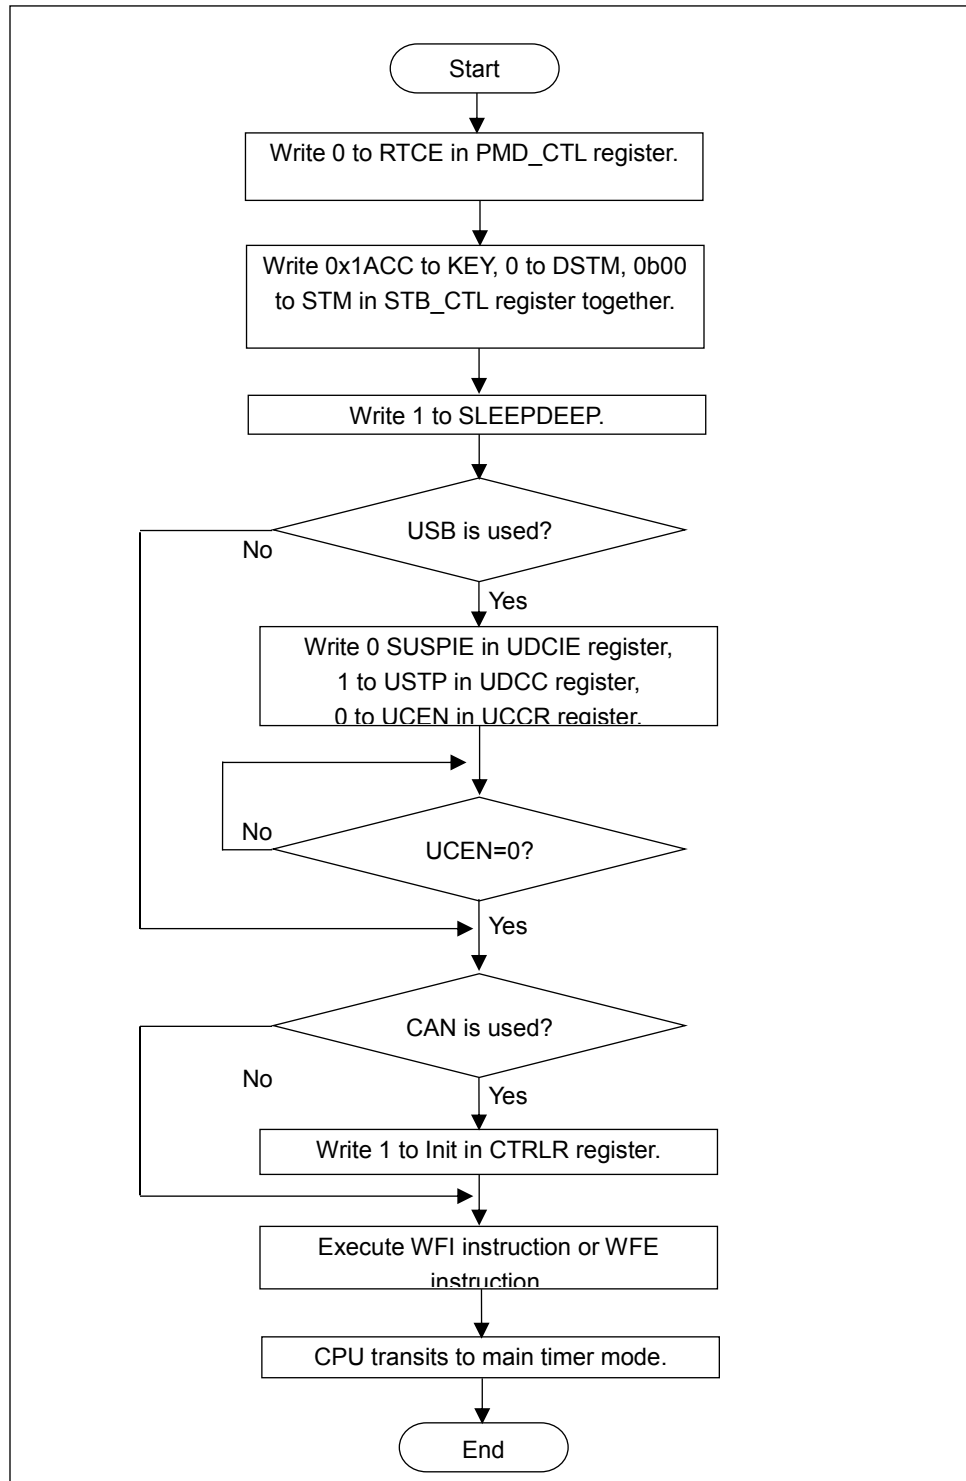 Start
Write 0 to RTCE in PMD_CTL register.
Write 0x1ACC to KEY, 0 to DSTM, 0b00
to STM in STB_CTL register together.
Write 1 to SLEEPDEEP.
USB is used?
No
Yes
Write 0 SUSPIE in UDCIE register,
1 to USTP in UDCC register,
0 to UCEN in UCCR register.
No
UCEN=0?
Yes
CAN is used?
No
Yes
Write 1 to Init in CTRLR register.
Execute WFI instruction or WFE
instruction
CPU transits to main timer mode.
End